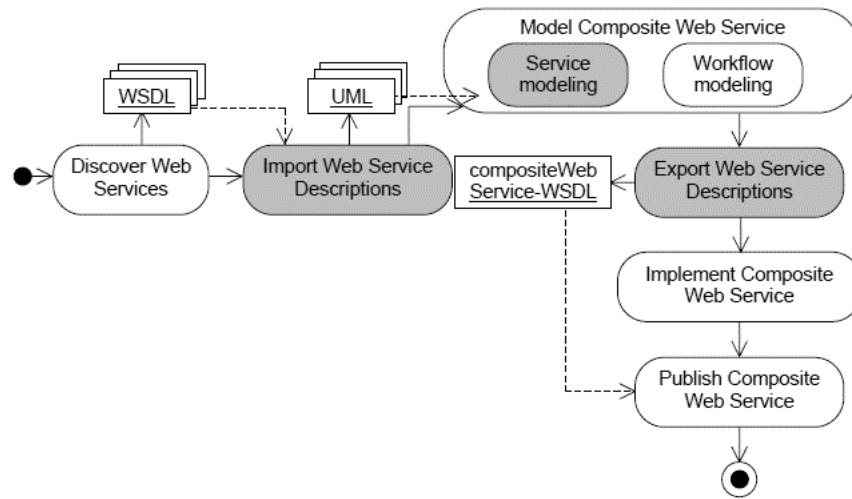 Model Composite Web Service
Service
modeling
Workflow
modeling
WSDL
UML
Discover Web
Services
Import Web Service
Descriptions
compositeWeb
Service-WSDL
Export Web Service
Descriptions
Implement Composite
Web Service
Publish Composite
Web Service